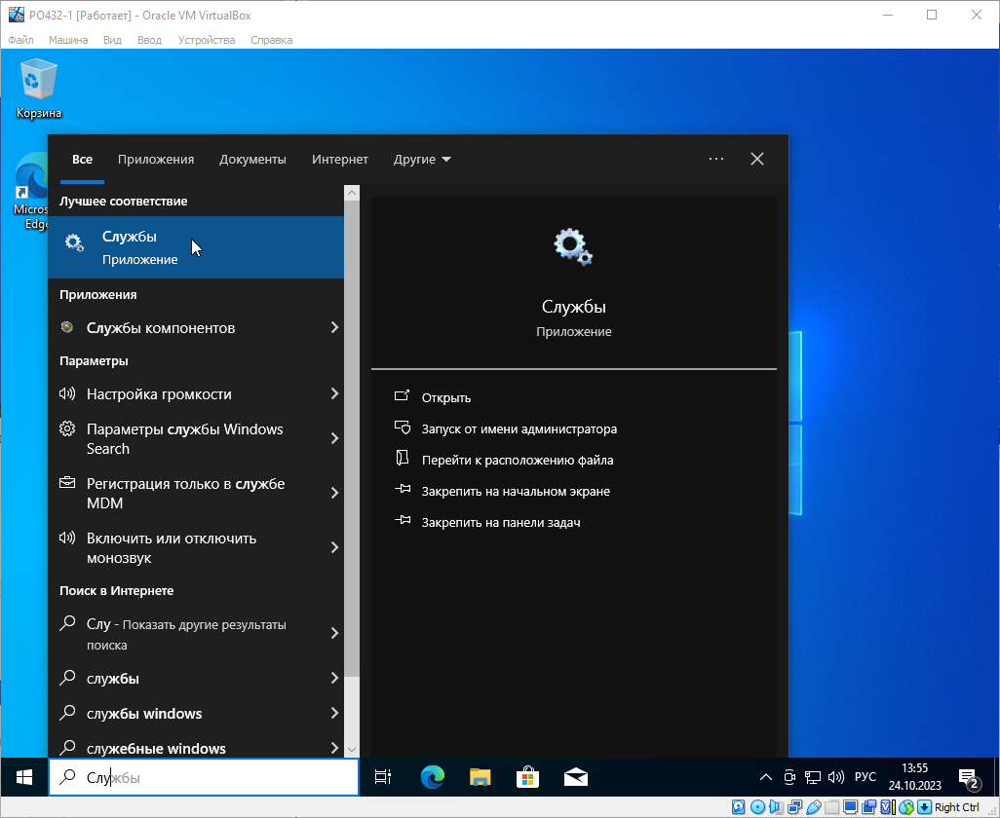 PO432-1 [Работает] - Oracle VM VirtualBox
Файл Машина Вид Ввод Устройства Справка
Корзина
Все Приложения Документы Интернет Другие
Micros
Edge
Лучшее соответствие
Службы
Приложение
Приложения
Службы компонентов
Параметры
Настройка громкости
Параметры службы Windows
Search
Регистрация только в службе
MDM
Включить или отключить
монозвук
Поиск в Интернете
Слу - Показать другие результаты
поиска
службы
службы windows
служебные windows
Службы
Приложение
Открыть
Запуск от имени администратора
Перейти к расположению файла
Закрепить на начальном экране
Закрепить на панели задач
Службы
РУС
13:55
24.10.2023
2
Right Ctrl